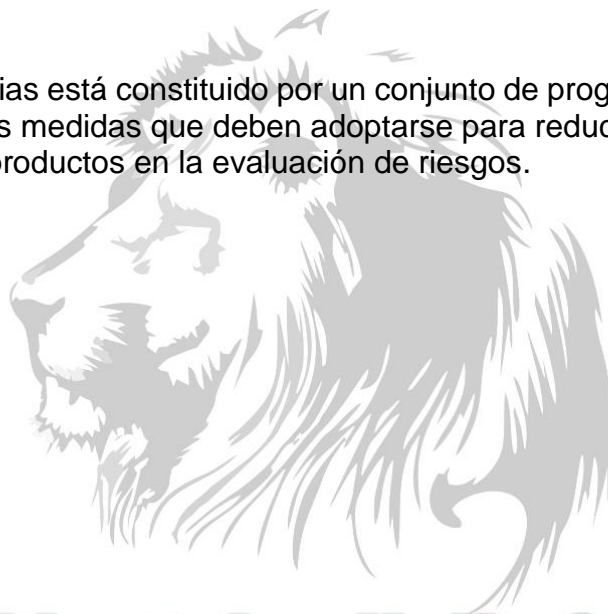 ias está constituido por un conjunto de prog
s medidas que deben adoptarse para reduc
productos en la evaluación de riesgos.